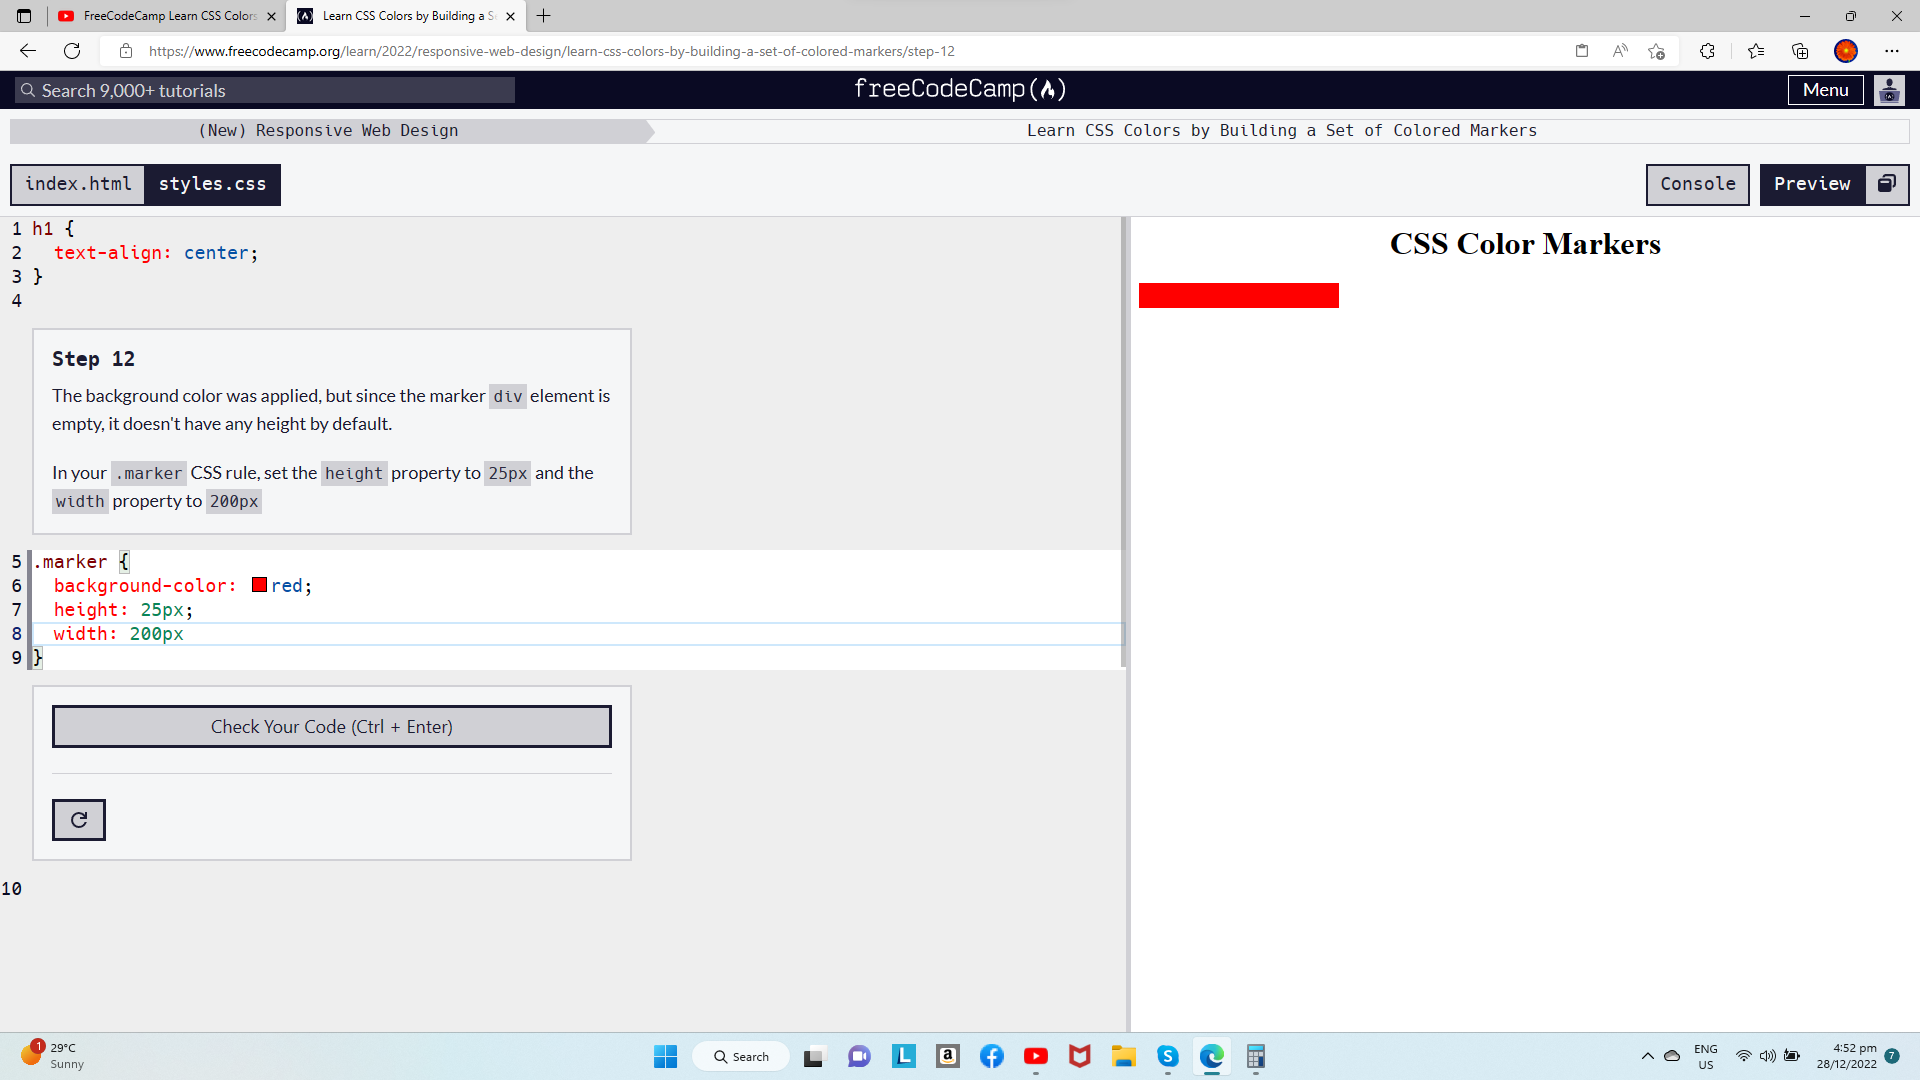 FreeCodeCamp Learn CSS Colors
Learn CSS Colors by Building a Se
https://www.freecodecamp.org/learn/2022/responsive-web-design/learn-css-colors-by-building-a-set-of-colored-markers/step-12
Search 9,000+ tutorials
freeCodeCamp
Menu
(New) Responsive Web Design
Learn CSS Colors by Building a Set of Colored Markers
index.html
styles.css
Console
Preview
1 h1 {
2 text-align: center;
3 }
4
CSS Color Markers
Step 12
The background color was applied, but since the marker div element is
empty, it doesn't have any height by default.
In your .marker CSS rule, set the height property to 25px and the
width property to 200px
5 .marker {
6 background-color: red;
7 height: 25px;
8 width: 200px
9 }
Check Your Code (Ctrl + Enter)
10
1
29°C
Sunny
Search
ENG
US
4:52 pm
28/12/2022
7